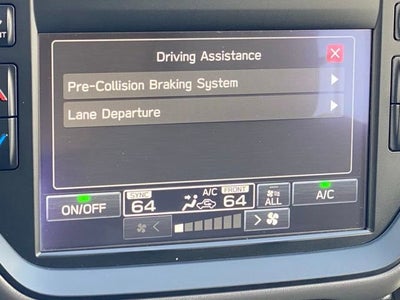 Driving Assistance
Pre-Collision Braking System
Lane Departure
ON/OFF
SYNC A/C FRONT
64 64
ALL
A/C